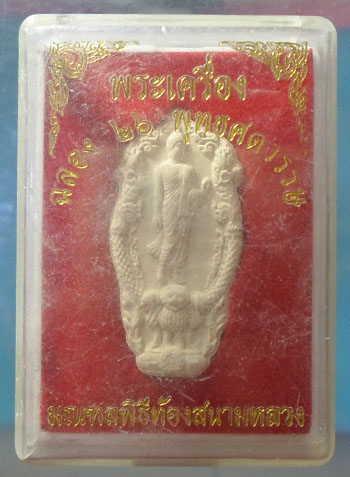 พระเครื่อง
ฉลอง ๒๖ พุทธศตวรรษ
มณฑลพิธีท้องสนามหลวง